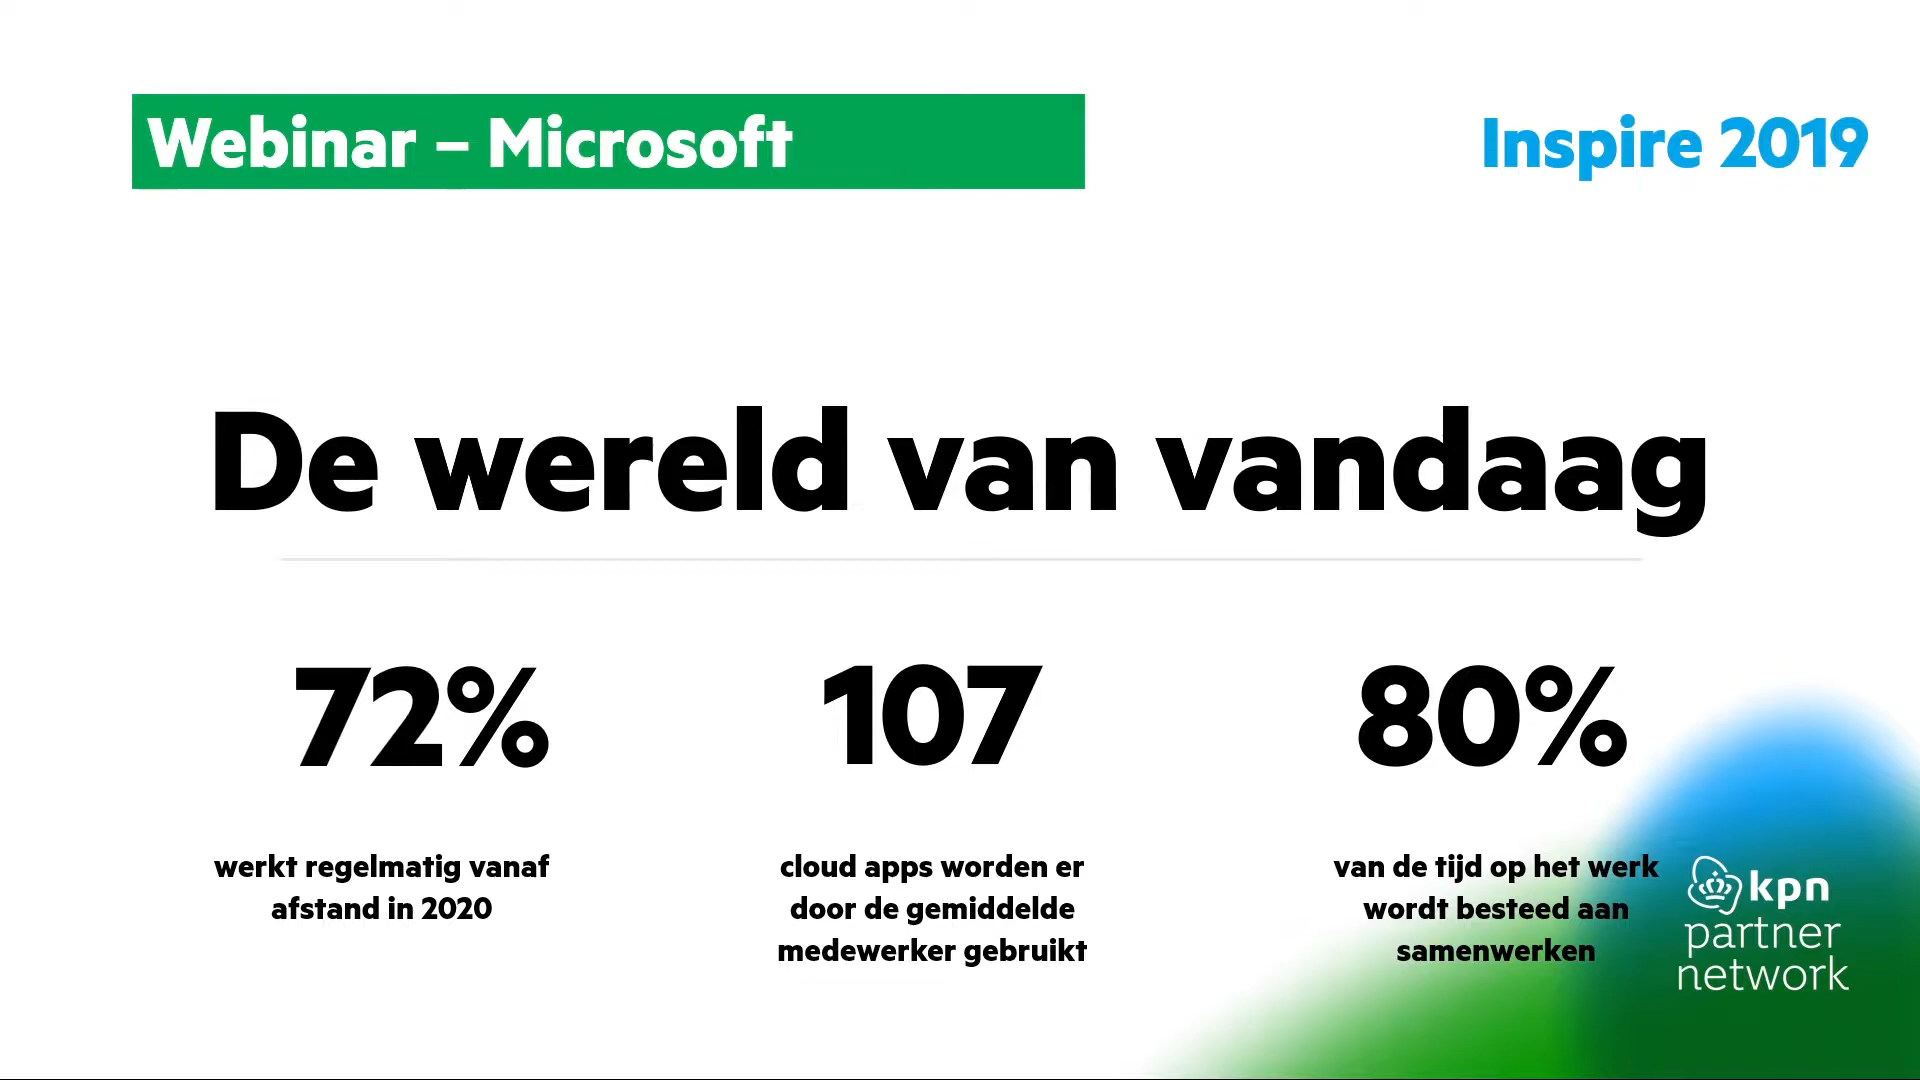 Webinar – Microsoft
Inspire 2019
De wereld van vandaag
72%
werkt regelmatig vanaf
afstand in 2020
107
cloud apps worden er
door de gemiddelde
medewerker gebruikt
80%
van de tijd op het werk
wordt besteed aan
samenwerken
kpn
partner
network